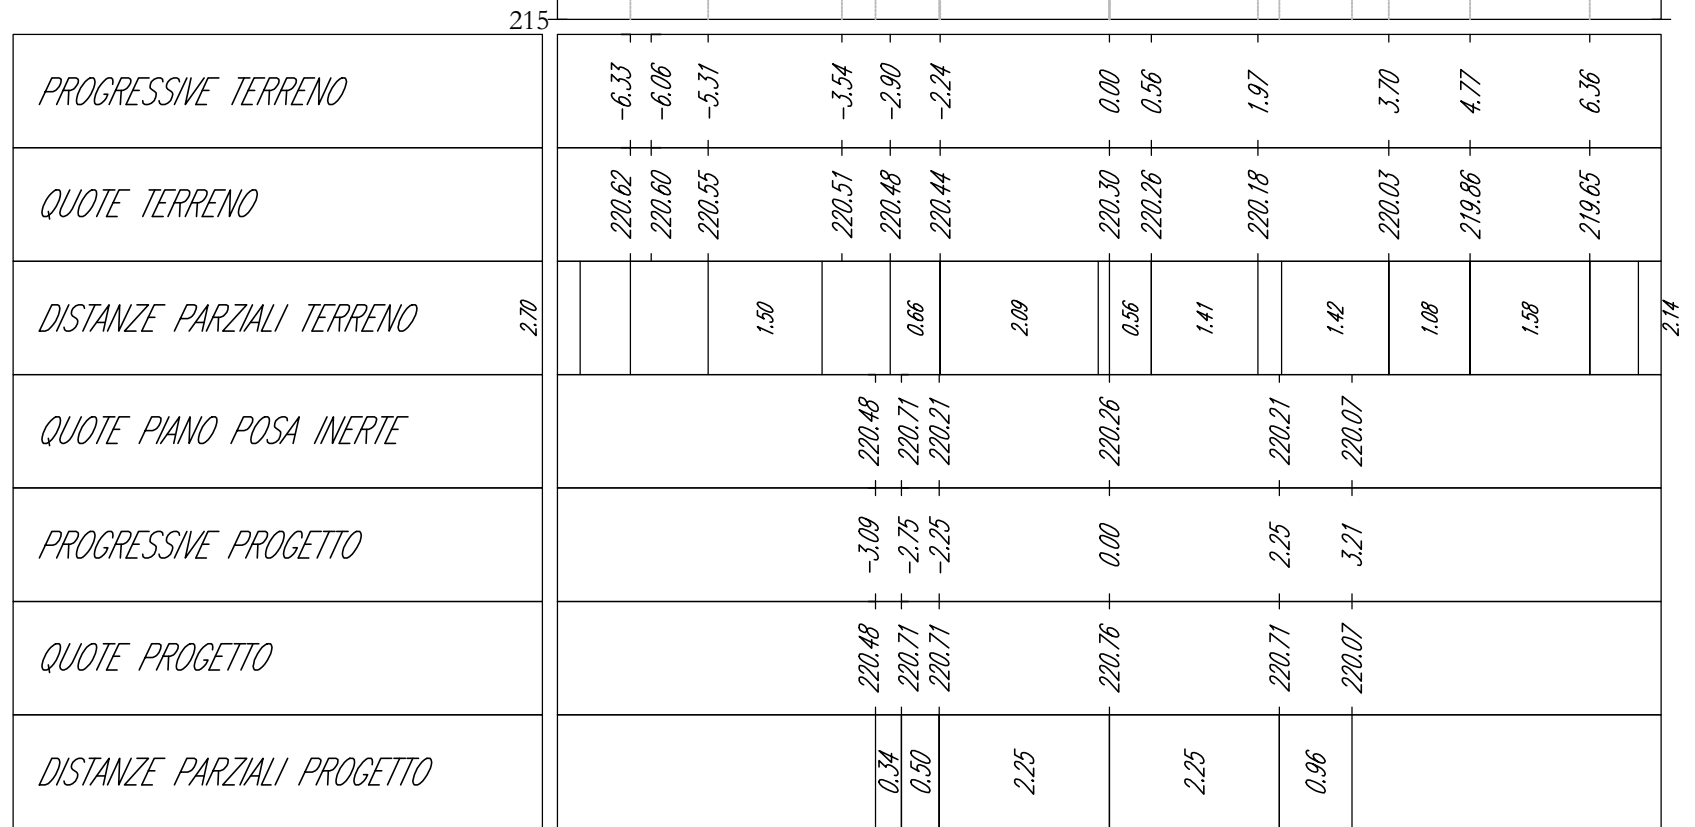 215
PROGRESSIVE TERRENO -6.33 -6.06 -5.31 -3.54 -2.90 -2.24 0.00 0.56 1.97 3.70 4.77 6.36
QUOTE TERRENO 220.62 220.60 220.55 220.51 220.48 220.44 220.30 220.26 220.18 220.03 219.86 219.65
DISTANZE PARZIALI TERRENO 2.70 1.50 0.66 2.09 0.56 1.41 1.42 1.08 1.58 2.14
QUOTE PIANO POSA INERTE 220.48 220.71 220.21 220.26 220.21 220.07
PROGRESSIVE PROGETTO -3.09 -2.75 -2.25 0.00 2.25 3.21
QUOTE PROGETTO 220.48 220.71 220.71 220.76 220.71 220.07
DISTANZE PARZIALI PROGETTO 0.34 0.50 2.25 2.25 0.96